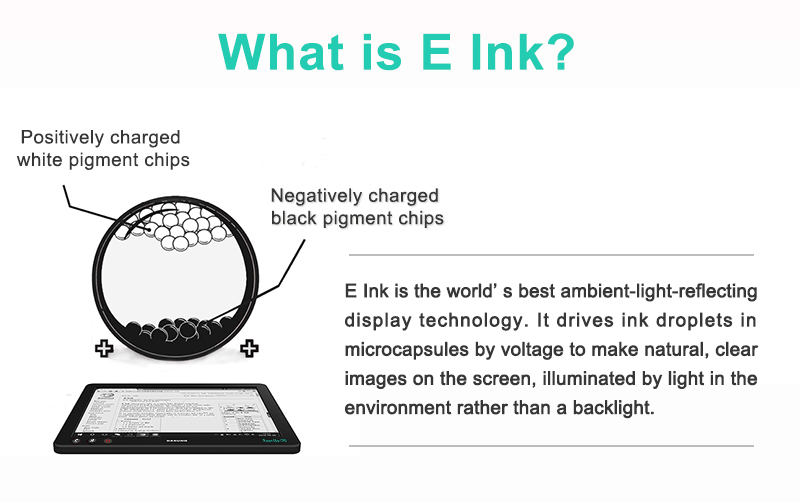 What is E Ink?
Positively charged
white pigment chips
Negatively charged
black pigment chips
E Ink is the world’ s best ambient-light-reflecting
display technology. It drives ink droplets in
microcapsules by voltage to make natural, clear
images on the screen, illuminated by light in the
environment rather than a backlight.
DASUNG